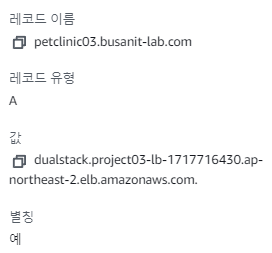 레코드 이름
petclinic03.busanit-lab.com
레코드 유형
A
값
dualstack.project03-lb-1717716430.ap-
northeast-2.elb.amazonaws.com.
별칭
예